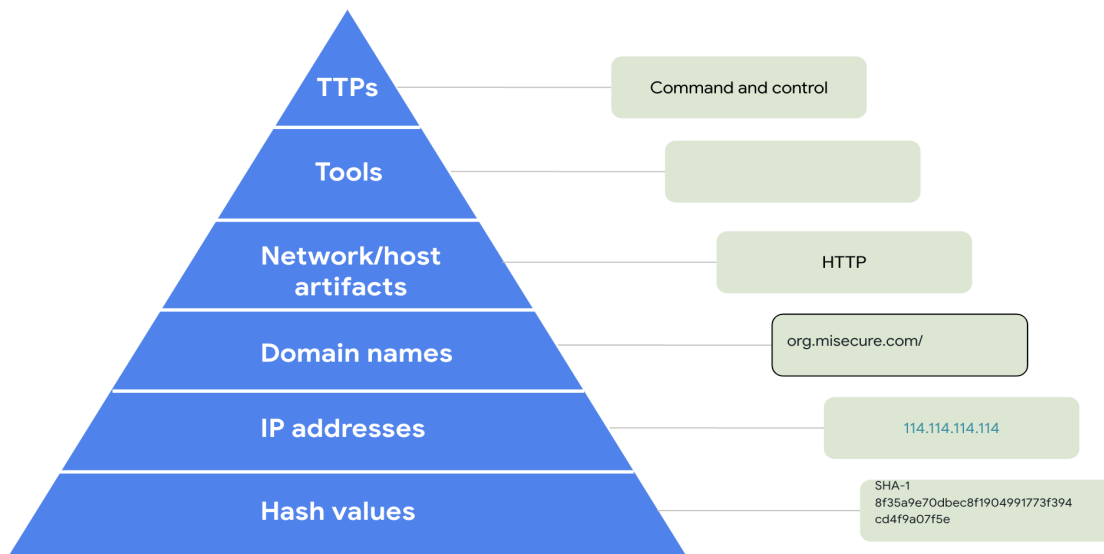 TTPs
Command and control
Tools
Network/host
artifacts
HTTP
Domain names
org.misecure.com/
IP addresses
114.114.114.114
Hash values
SHA-1
8f35a9e70dbec8f1904991773f394
cd4f9a07f5e